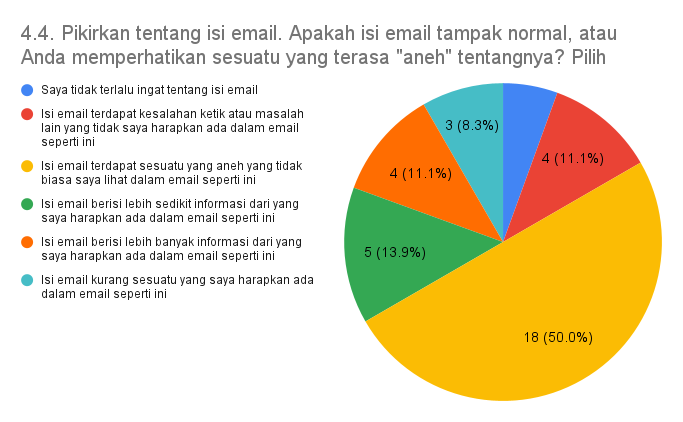 4.4. Pikirkan tentang isi email. Apakah isi email tampak normal, atau
Anda memperhatikan sesuatu yang terasa "aneh" tentangnya? Pilih
Saya tidak terlalu ingat tentang isi email
Isi email terdapat kesalahan ketik atau masalah
lain yang tidak saya harapkan ada dalam email
seperti ini
Isi email terdapat sesuatu yang aneh yang tidak
biasa saya lihat dalam email seperti ini
Isi email berisi lebih sedikit informasi dari yang
saya harapkan ada dalam email seperti ini
Isi email berisi lebih banyak informasi dari yang
saya harapkan ada dalam email seperti ini
Isi email kurang sesuatu yang saya harapkan ada
dalam email seperti ini
3 (8.3%)
4 (11.1%)
4 (11.1%)
5 (13.9%)
18 (50.0%)